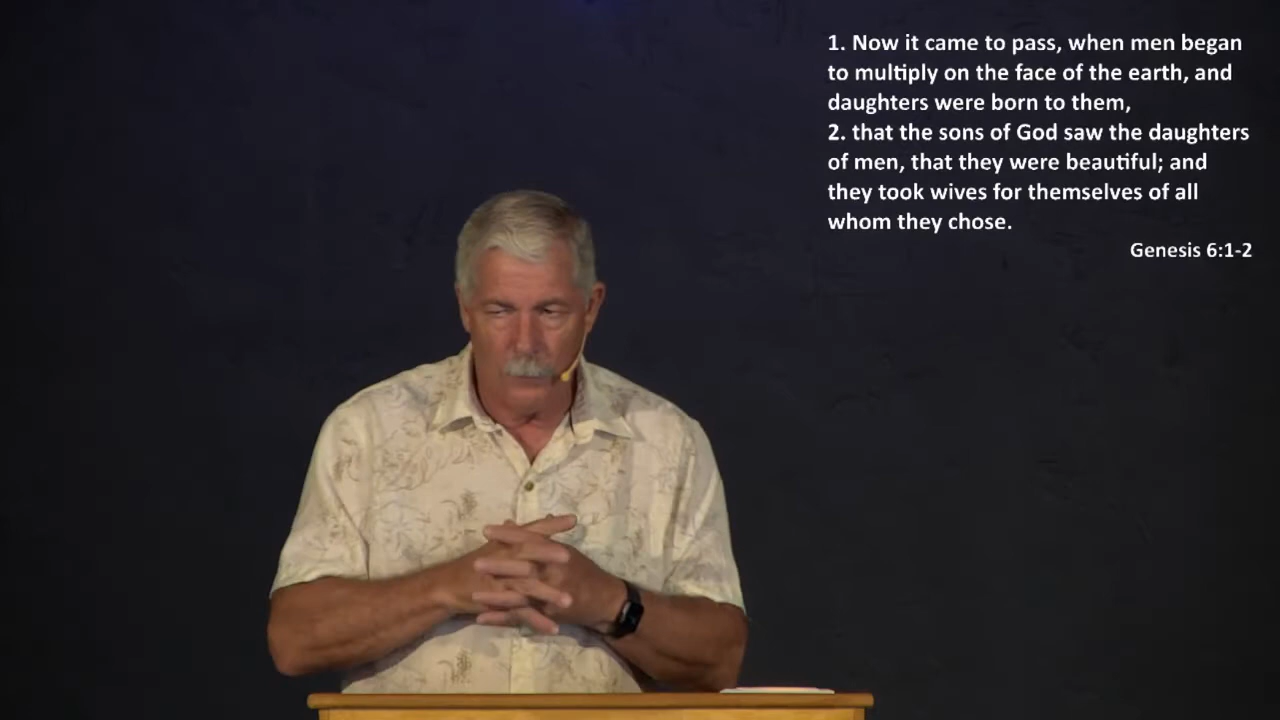 1. Now it came to pass, when men began
to multiply on the face of the earth, and
daughters were born to them,
2. that the sons of God saw the daughters
of men, that they were beautiful; and
they took wives for themselves of all
whom they chose.
Genesis 6:1-2